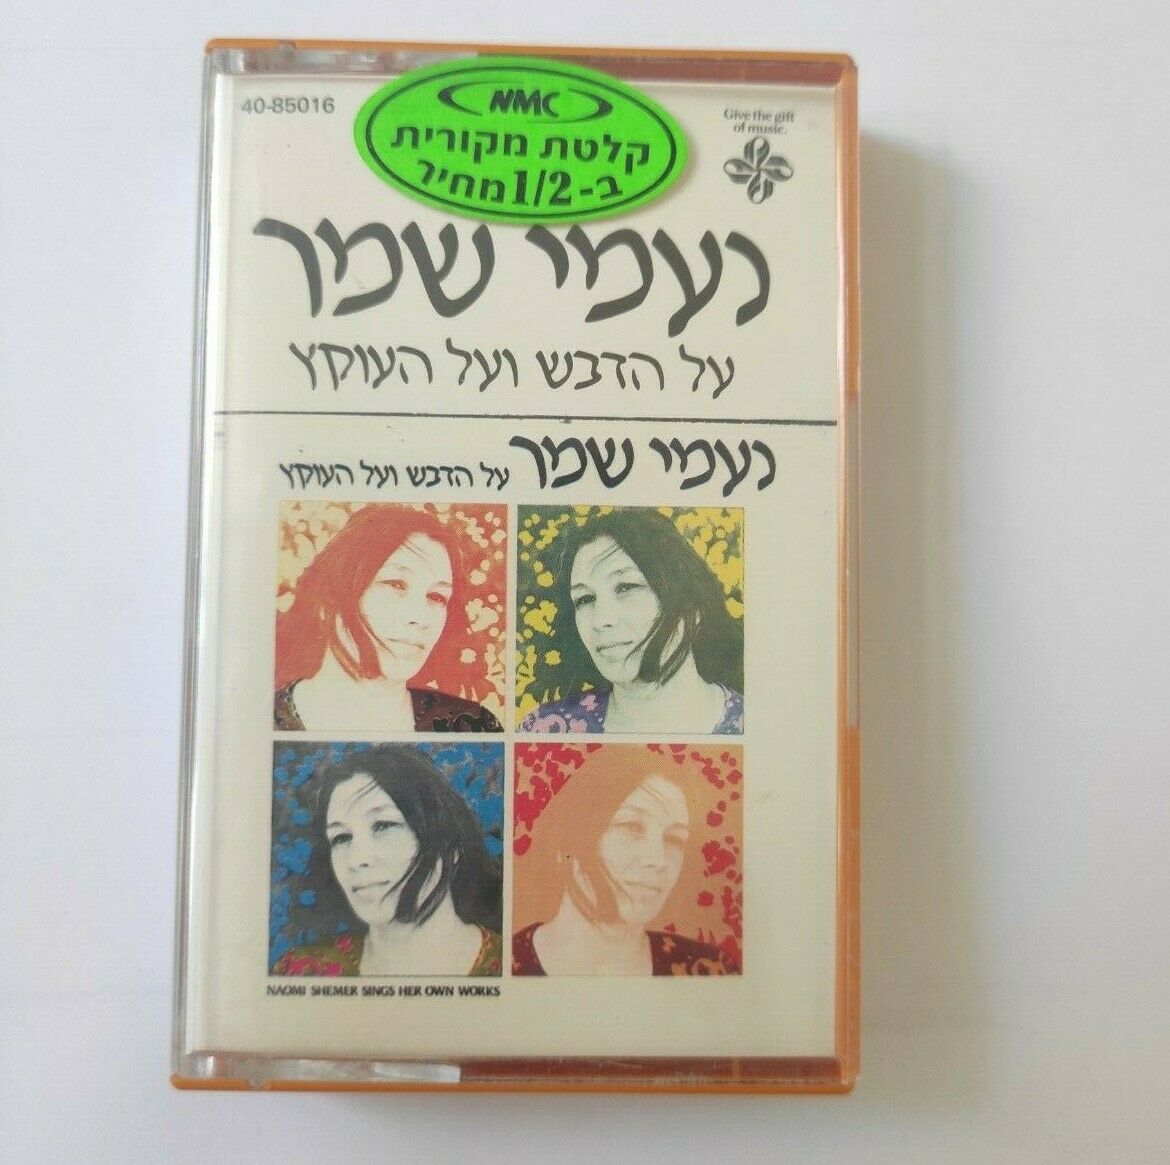 40-85016
NMC
קלטת מקורית
ב-1/2 מחיר
Give the gift
of music.
נעמי שמר
על הדבש ועל העוקץ
נעמי שמר על הדבש ועל העוקץ
NAOMI SHEMER SINGS HER OWN WORKS